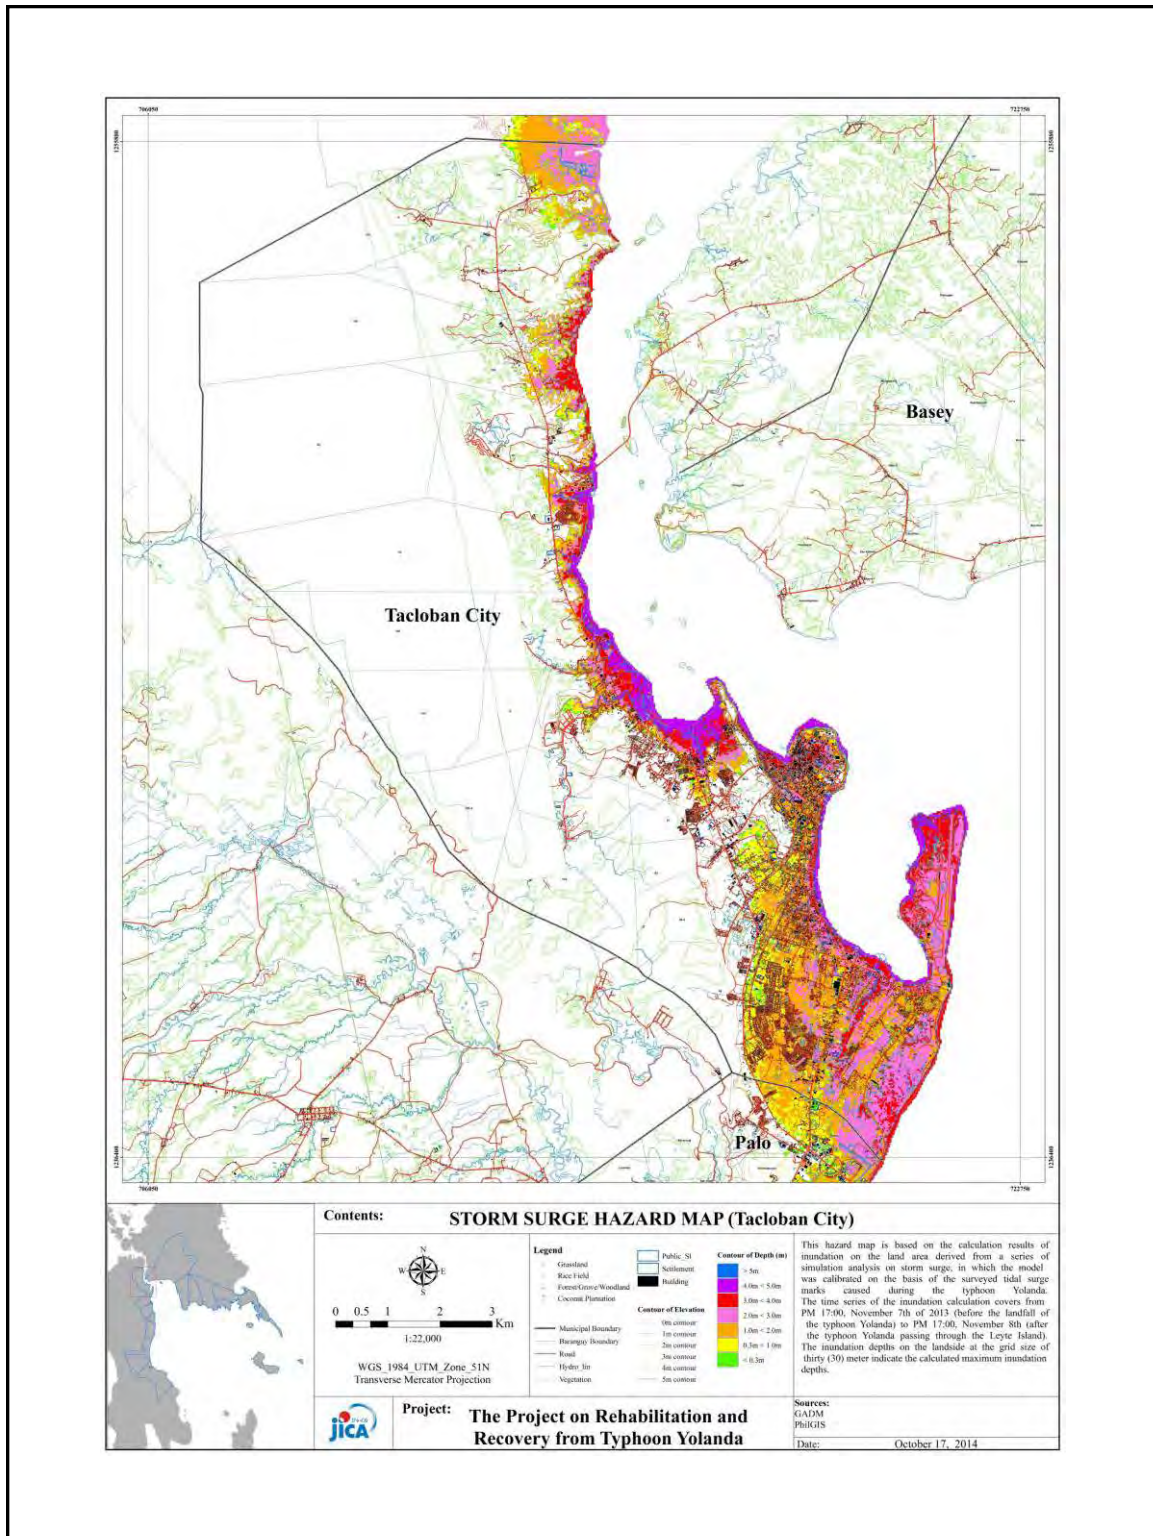 706050
722750
1255800
1255800
Basey
Tacloban City
Palo
1236400
1236400
706050
722750
Contents:
STORM SURGE HAZARD MAP (Tacloban City)
N
W
E
S
0 0.5 1 2 3
Km
1:22,000
WGS_1984_UTM_Zone_51N
Transverse Mercator Projection
Legend
Grassland
Rice Field
Forest/Grove/Woodland
Coconut Plantation
Municipal Boundary
Barangay Boundary
Road
Hydro_lin
Vegetation
Public_SI
Settlement
Building
Contour of Elevation
0m contour
1m contour
2m contour
3m contour
4m contour
5m contour
Contour of Depth (m)
> 5m
4.0m < 5.0m
3.0m < 4.0m
2.0m < 3.0m
1.0m < 2.0m
0.3m < 1.0m
< 0.3m
This hazard map is based on the calculation results of
inundation on the land area derived from a series of
simulation analysis on storm surge, in which the model
was calibrated on the basis of the surveyed tidal surge
marks caused during the typhoon Yolanda.
The time series of the inundation calculation covers from
PM 17:00, November 7th of 2013 (before the landfall of
the typhoon Yolanda) to PM 17:00, November 8th (after
the typhoon Yolanda passing through the Leyte Island).
The inundation depths on the landside at the grid size of
thirty (30) meter indicate the calculated maximum inundation
depths.
JICA
Project:
The Project on Rehabilitation and
Recovery from Typhoon Yolanda
Sources:
GADM
PhilGIS
Date:
October 17, 2014